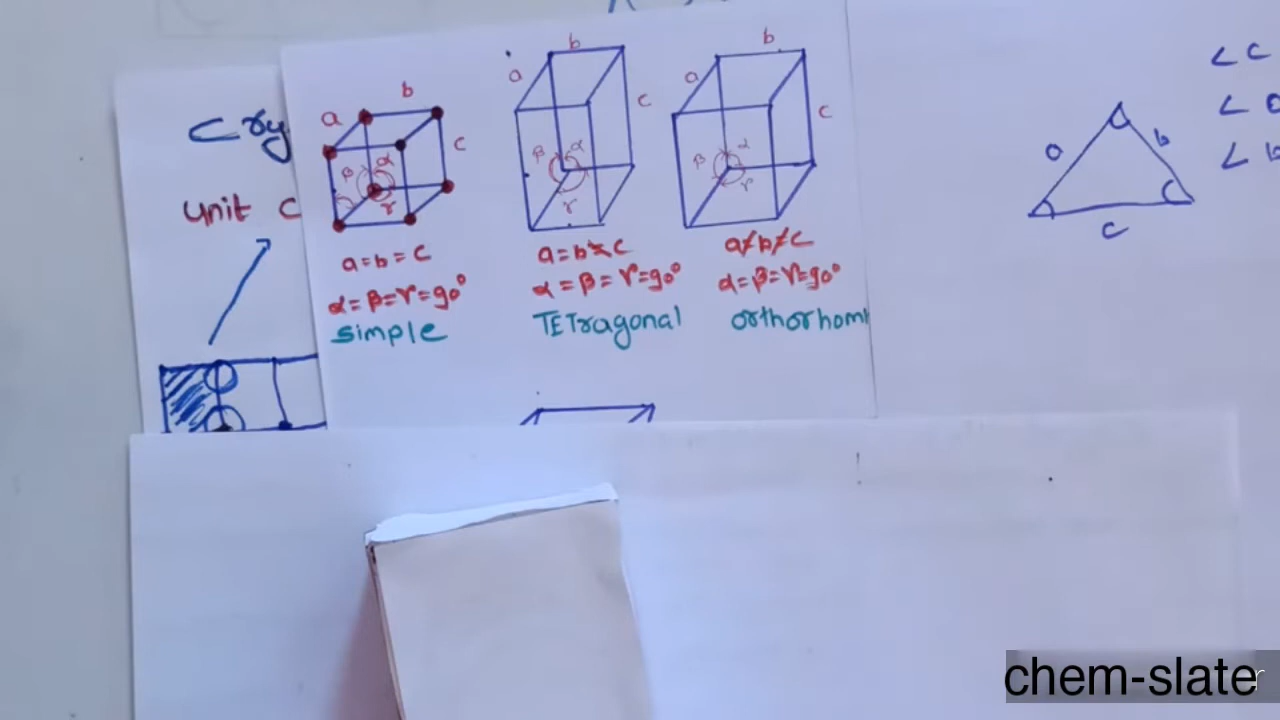 Cry
unit C
a b c
α β r
a=b=c
α=β=r=90°
simple
a b c
β α r
a=b≠c
α=β=r=90°
TETragonal
a b c
β α r
a≠b≠c
α=β=r=90°
orthorhom
a b
c
∠C
∠
∠
chem-slate